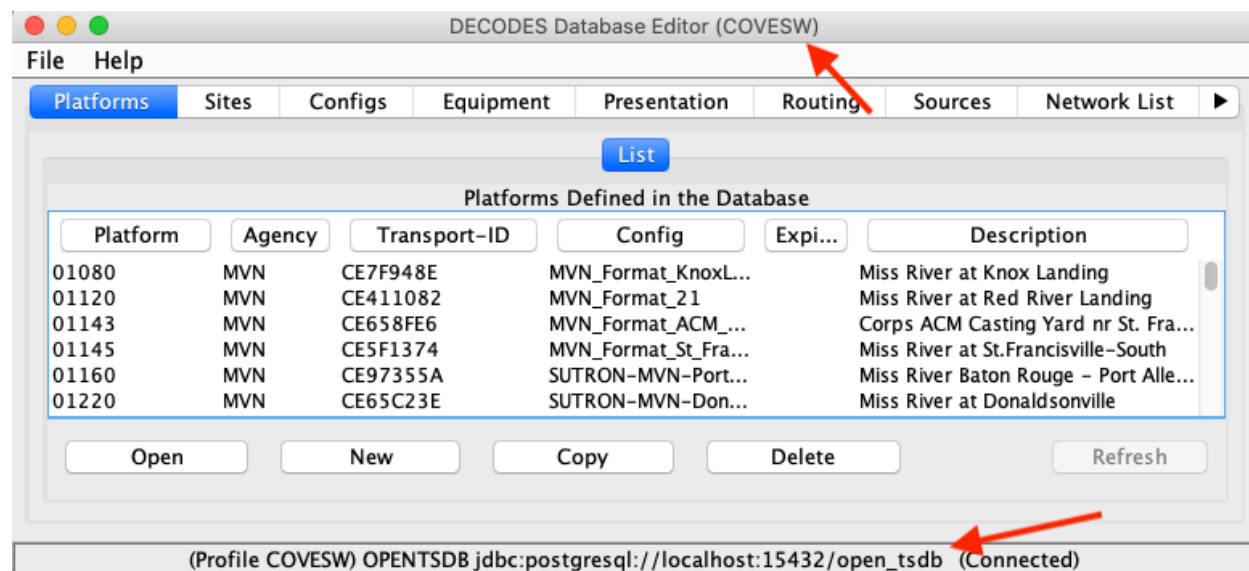 DECODES Database Editor (COVESW)
File Help
Platforms Sites Configs Equipment Presentation Routing Sources Network List
List
Platforms Defined in the Database
Platform Agency Transport-ID Config Expi... Description
01080 MVN CE7F948E MVN_Format_KnoxL... Miss River at Knox Landing
01120 MVN CE411082 MVN_Format_21 Miss River at Red River Landing
01143 MVN CE658FE6 MVN_Format_ACM_... Corps ACM Casting Yard nr St. Fra...
01145 MVN CE5F1374 MVN_Format_St_Fra... Miss River at St.Francisville-South
01160 MVN CE97355A SUTRON-MVN-Port... Miss River Baton Rouge - Port Alle...
01220 MVN CE65C23E SUTRON-MVN-Don... Miss River at Donaldsonville
Open New Copy Delete Refresh
(Profile COVESW) OPENTSDB jdbc:postgresql://localhost:15432/open_tsdb (Connected)